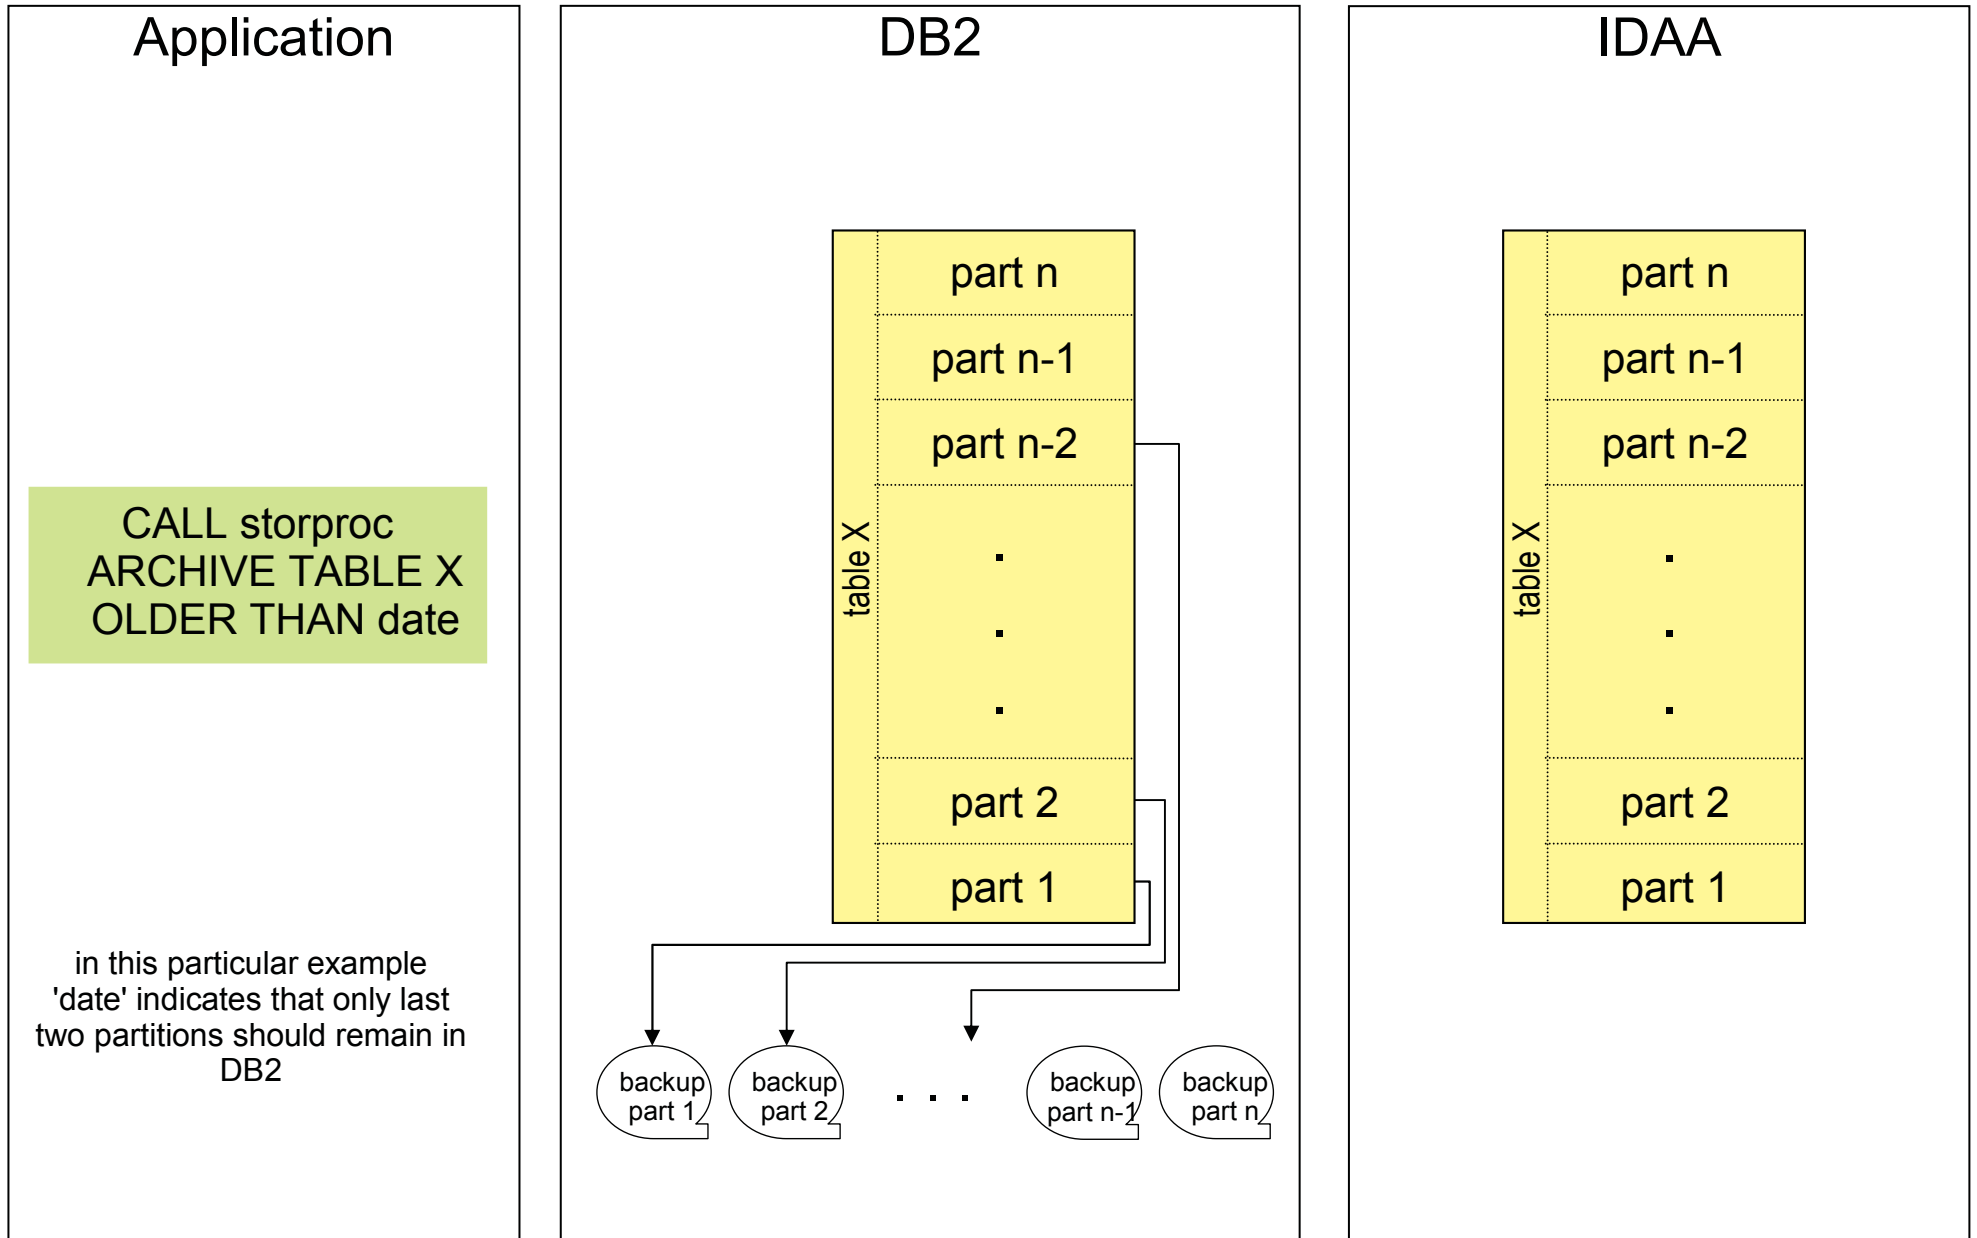 Application
CALL storproc
ARCHIVE TABLE X
OLDER THAN date
in this particular example
'date' indicates that only last
two partitions should remain in
DB2
DB2
table X
part n
part n-1
part n-2
.
.
.
part 2
part 1
backup
part 1
backup
part 2
. . .
backup
part n-1
backup
part n
IDAA
table X
part n
part n-1
part n-2
.
.
.
part 2
part 1